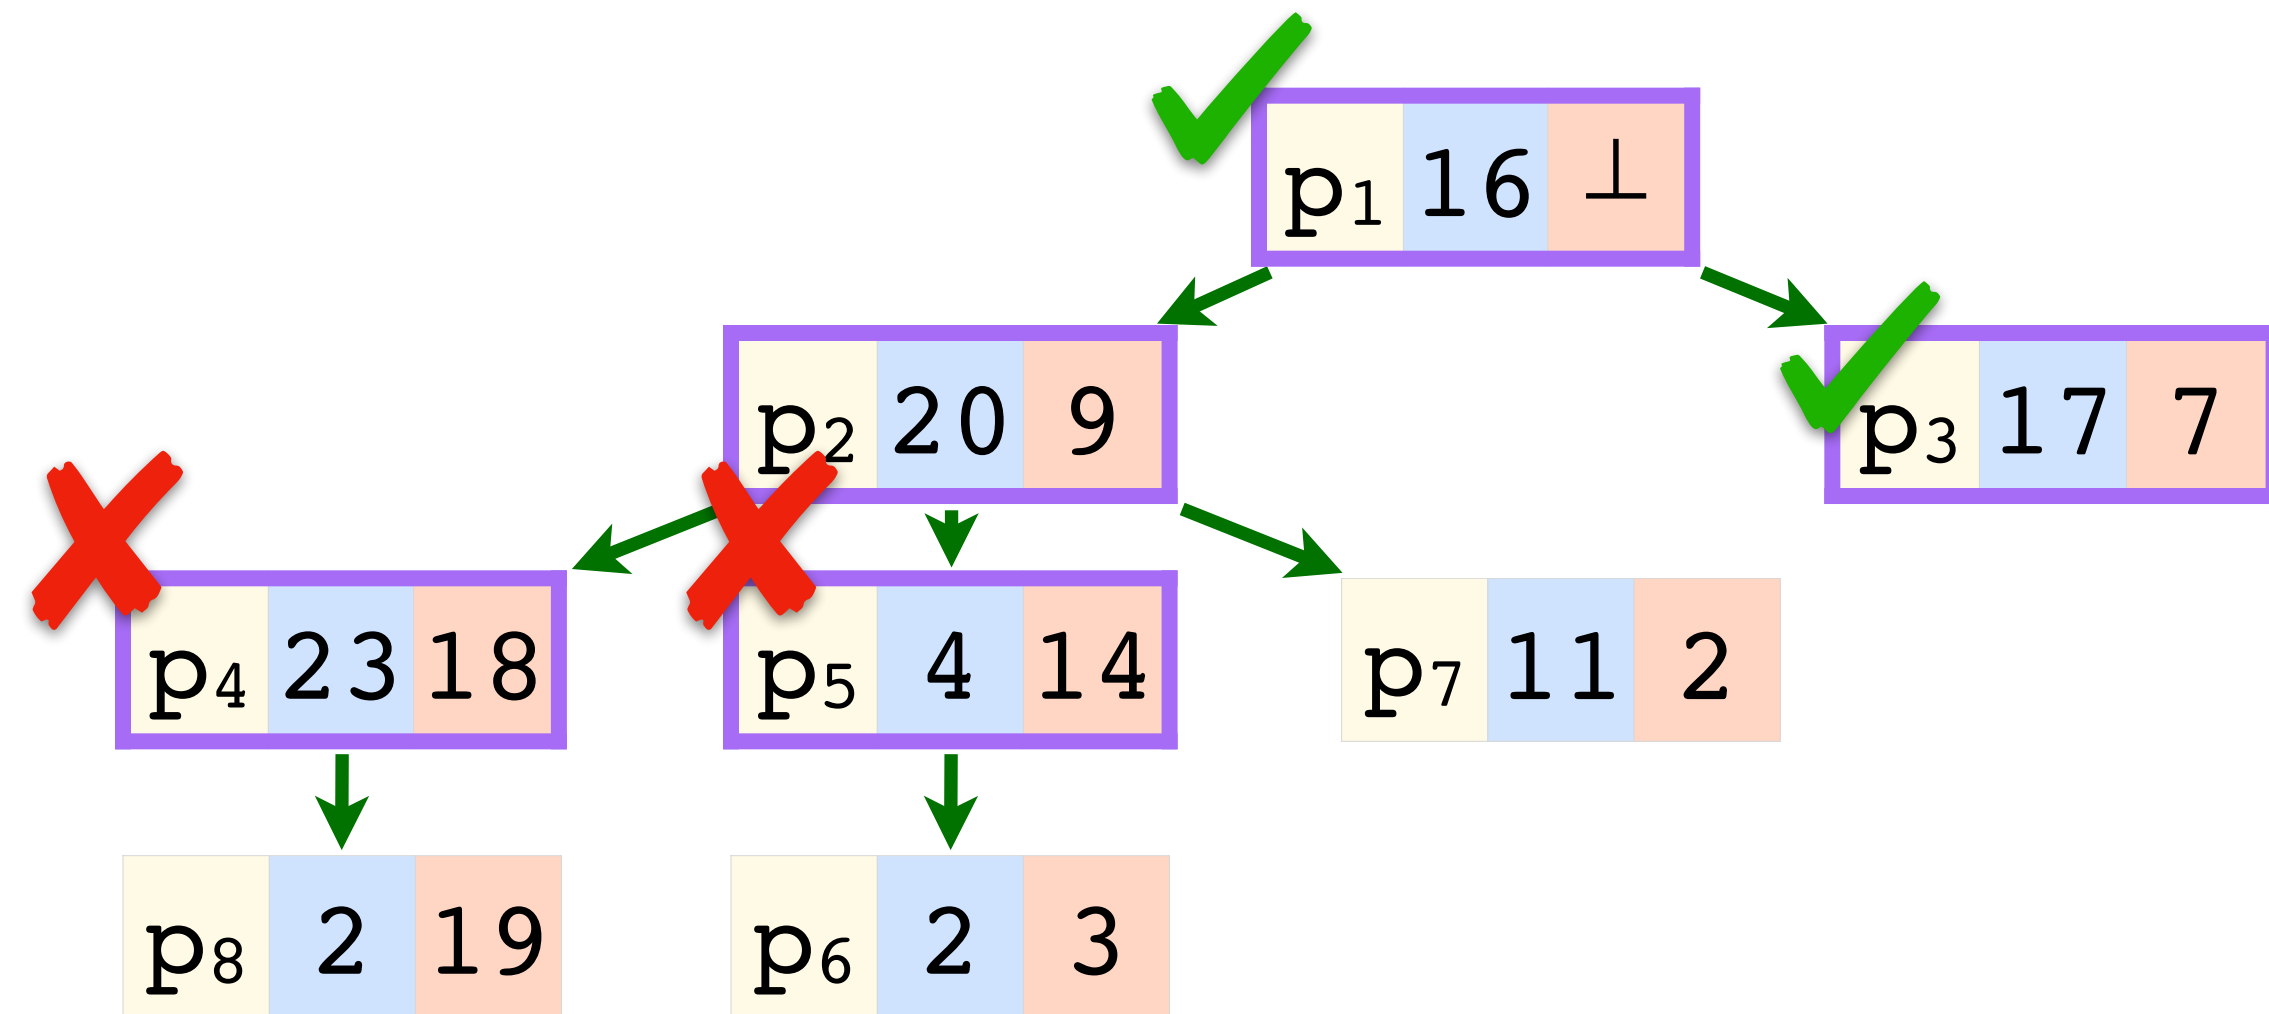 p₁ 16 ⊥
p₂ 20 9
p₃ 17 7
p₄ 23 18
p₅ 4 14
p₇ 11 2
p₈ 2 19
p₆ 2 3